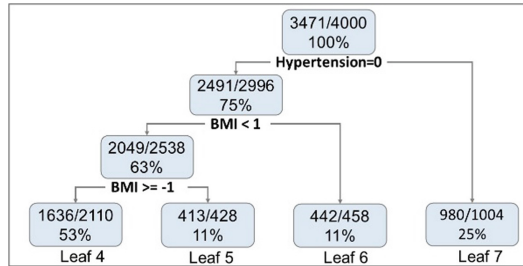 3471/4000
100%
Hypertension=0
2491/2996
75%
BMI < 1
2049/2538
63%
BMI >= -1
1636/2110
53%
413/428
11%
442/458
11%
980/1004
25%
Leaf 4
Leaf 5
Leaf 6
Leaf 7